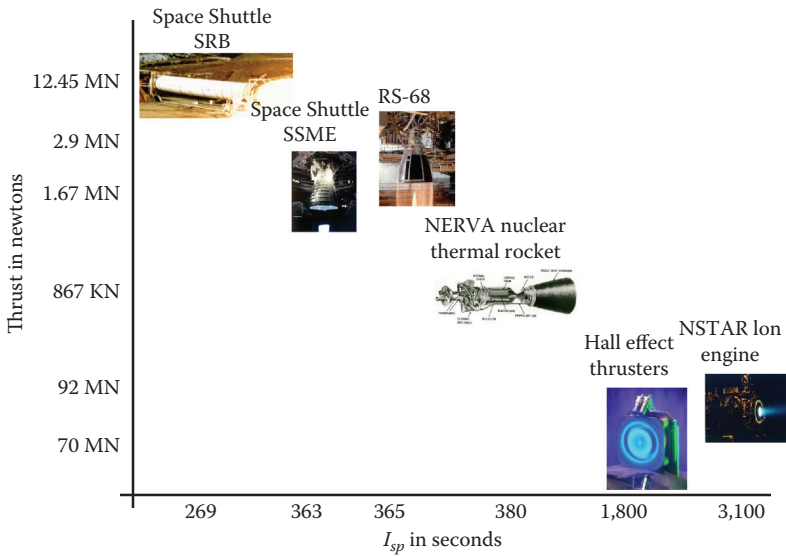 Space Shuttle
SRB
12.45 MN
Space Shuttle
SSME
RS-68
2.9 MN
1.67 MN
NERVA nuclear
thermal rocket
Thrust in newtons
867 KN
Hall effect
thrusters
NSTAR lon
engine
92 MN
70 MN
269
363
365
380
1,800
3,100
Isp in seconds